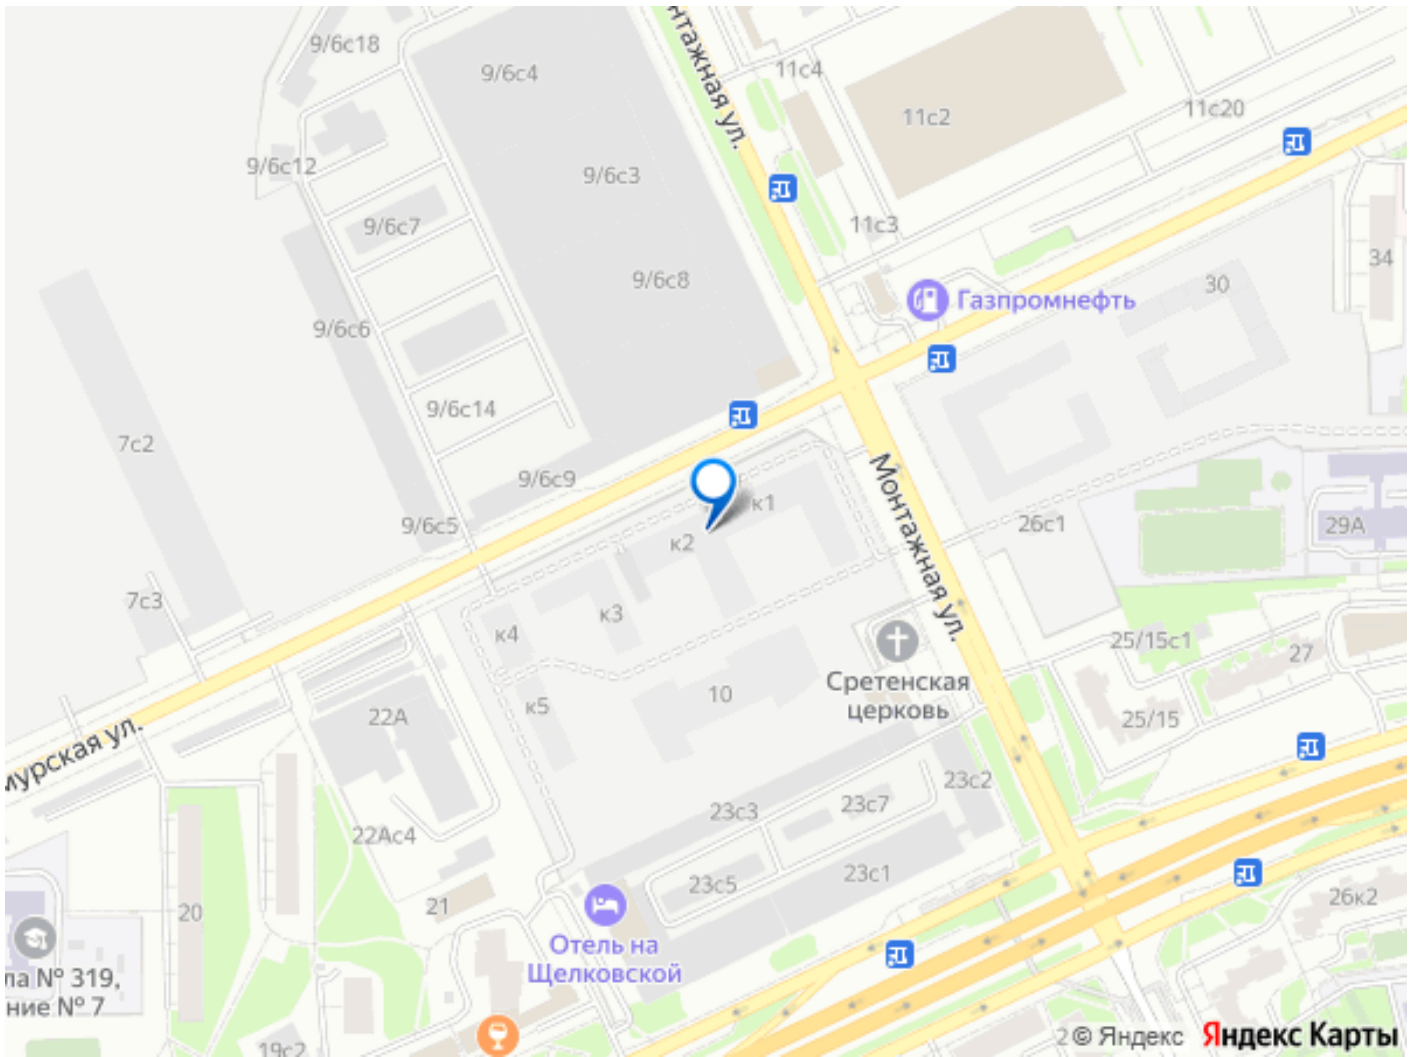 9/6с18
9/6с4
нтажная ул.
11с4
11с2
11с20
9/6с12
9/6с3
9/6с7
11с3
34
9/6с8
30
Газпромнефть
9/6с6
9/6с14
7с2
9/6с9
Монтажная ул.
к1
9/6с5
26с1
29А
к2
7с3
к3
к4
25/15с1
27
Сретенская
церковь
10
к5
22А
25/15
мурская ул.
23с2
23с3
23с7
22Ас4
23с5
23с1
26к2
20
21
Отель на
Щелковской
ла № 319,
ние № 7
19с2
2
© Яндекс
Яндекс Карты